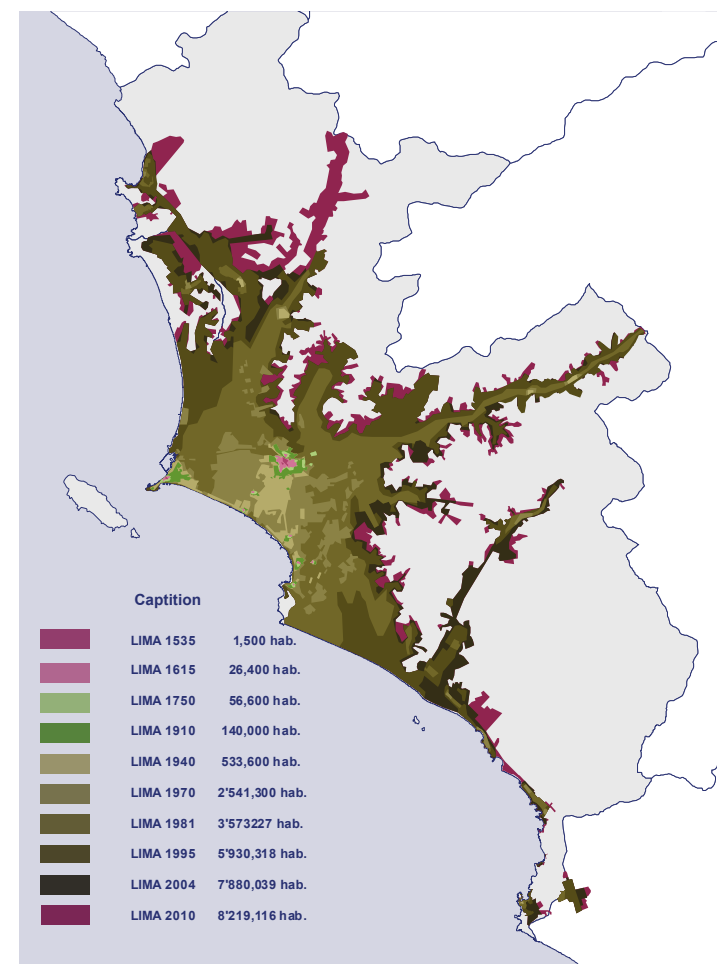 Captition
LIMA 1535 1,500 hab.
LIMA 1615 26,400 hab.
LIMA 1750 56,600 hab.
LIMA 1910 140,000 hab.
LIMA 1940 533,600 hab.
LIMA 1970 2'541,300 hab.
LIMA 1981 3'573227 hab.
LIMA 1995 5'930,318 hab.
LIMA 2004 7'880,039 hab.
LIMA 2010 8'219,116 hab.